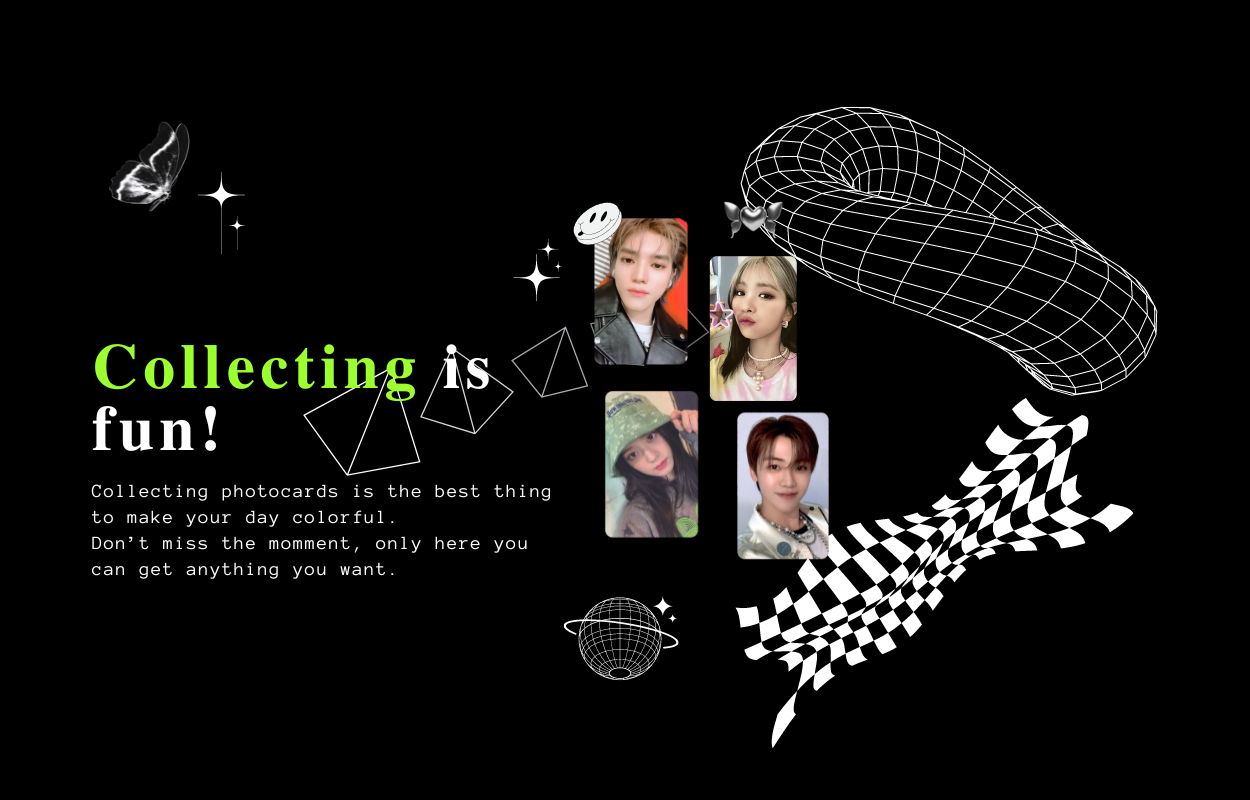 Collecting is
fun!
Collecting photocards is the best thing
to make your day colorful.
Don’t miss the momment, only here you
can get anything you want.